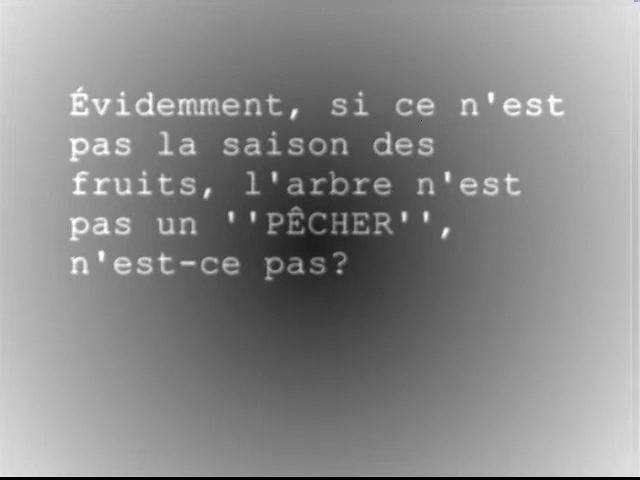 Évidemment, si ce n'est
pas la saison des
fruits, l'arbre n'est
pas un ''PÊCHER'',
n'est-ce pas?